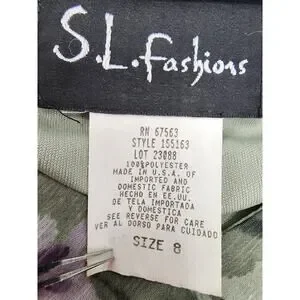 S.L. fashions
RN 67563
STYLE 155163
LOT 23088
100% POLYESTER
MADE IN U.S.A. OF
IMPORTED AND
DOMESTIC FABRIC
HECHO EN EE.UU.
DE TELA IMPORTADA
Y DOMESTICA
SEE REVERSE FOR CARE
VER AL DORSO PARA CUIDADO
SIZE 8